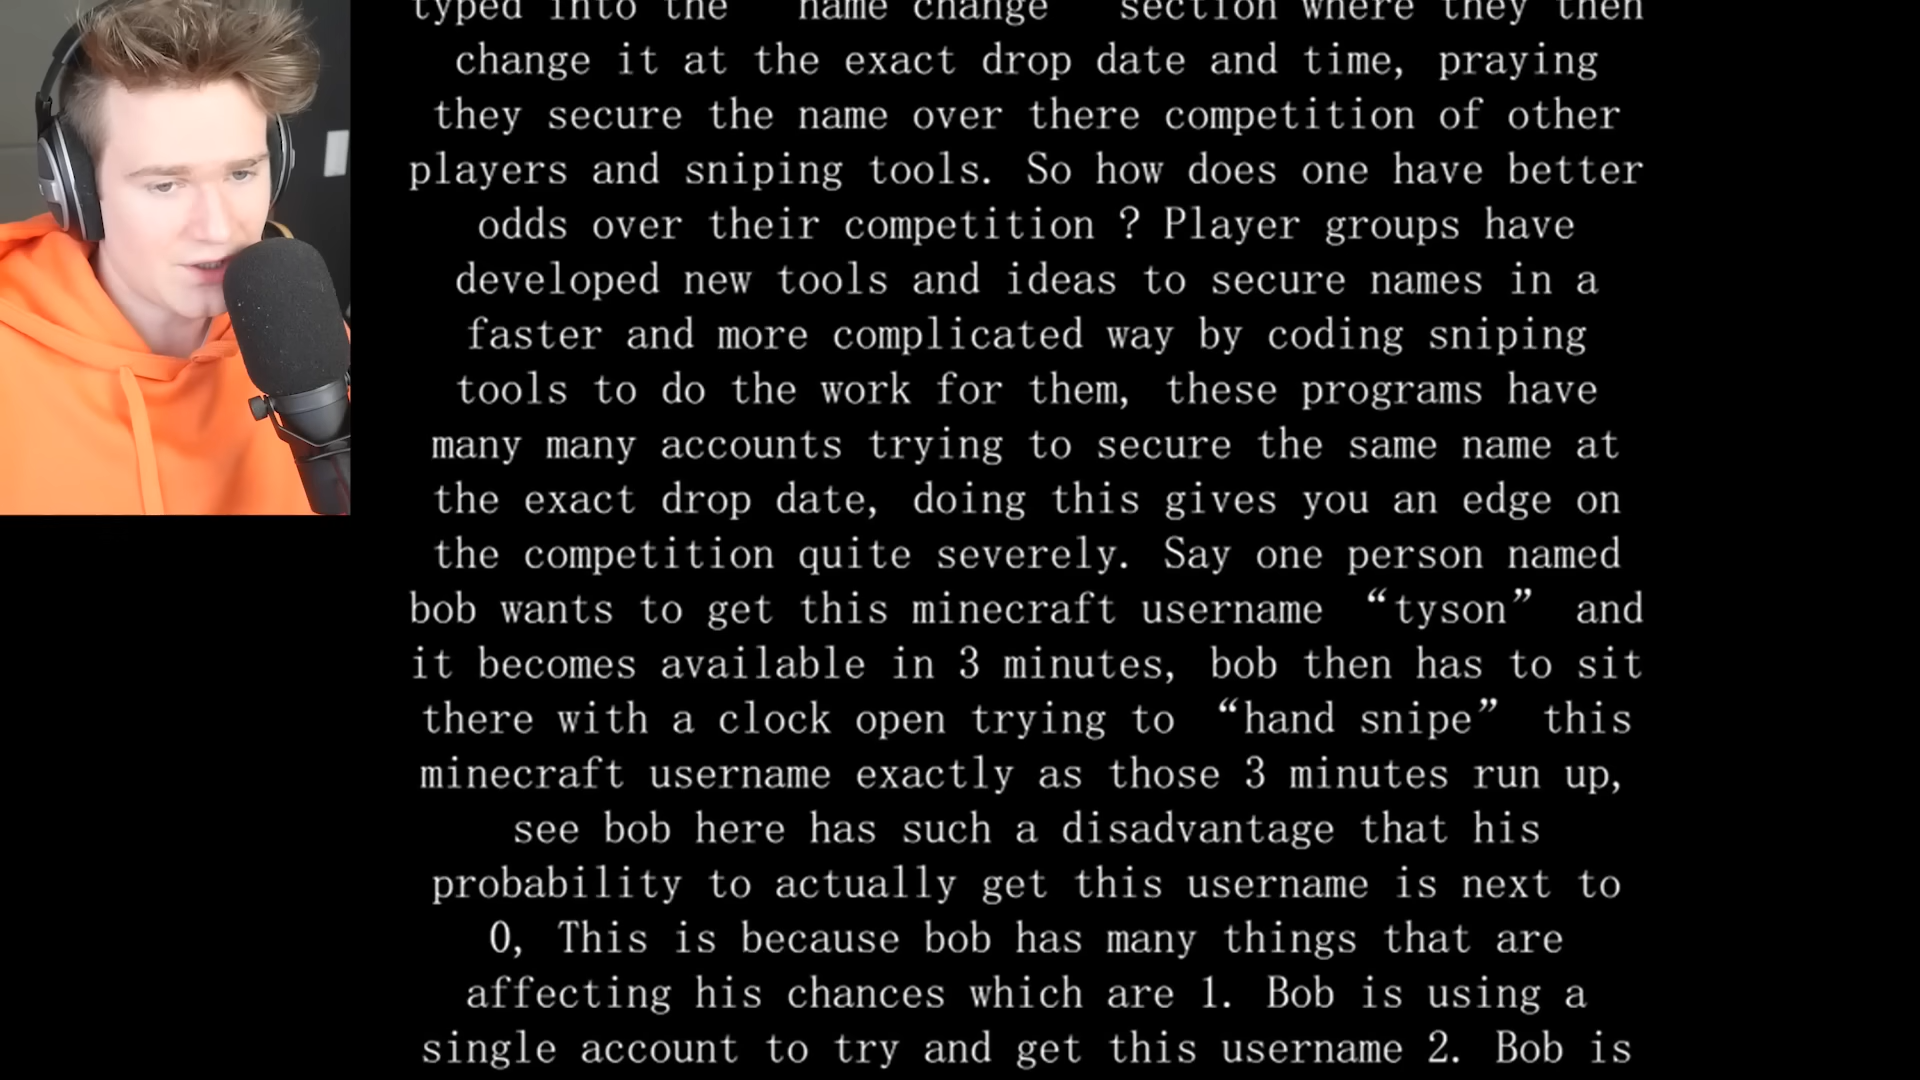 typed into the “name change” section where they then
change it at the exact drop date and time, praying
they secure the name over there competition of other
players and sniping tools. So how does one have better
odds over their competition ? Player groups have
developed new tools and ideas to secure names in a
faster and more complicated way by coding sniping
tools to do the work for them, these programs have
many many accounts trying to secure the same name at
the exact drop date, doing this gives you an edge on
the competition quite severely. Say one person named
bob wants to get this minecraft username “tyson” and
it becomes available in 3 minutes, bob then has to sit
there with a clock open trying to “hand snipe” this
minecraft username exactly as those 3 minutes run up,
see bob here has such a disadvantage that his
probability to actually get this username is next to
0, This is because bob has many things that are
affecting his chances which are 1. Bob is using a
single account to try and get this username 2. Bob is